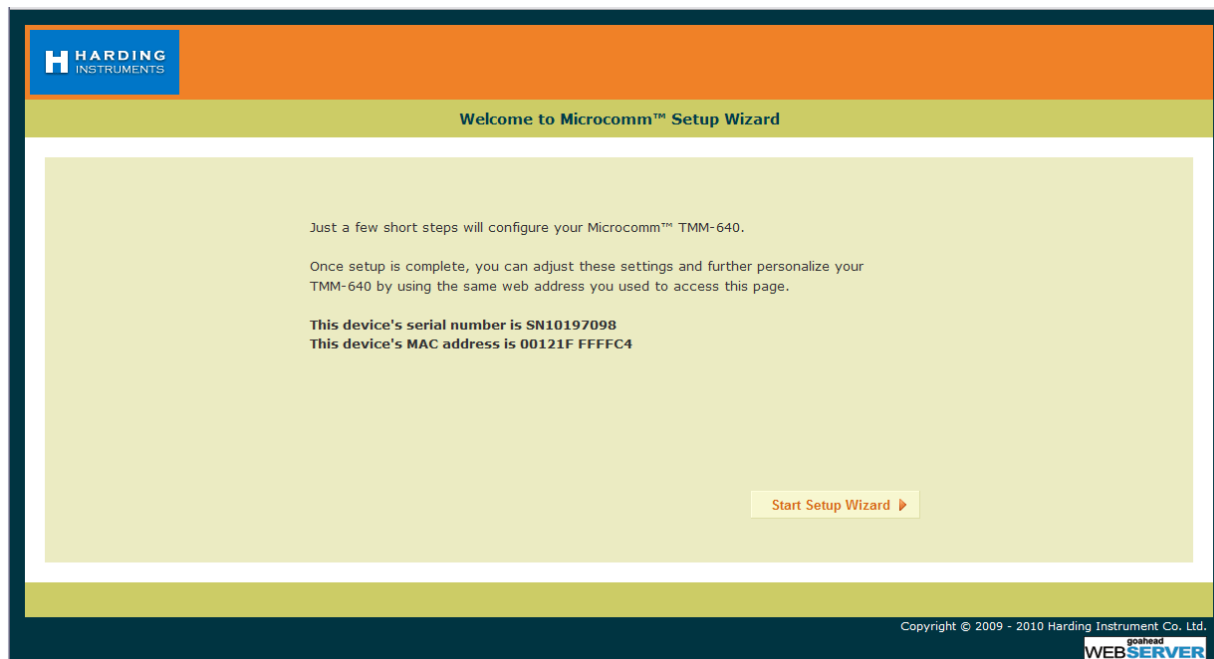 HARDING
INSTRUMENTS
Welcome to Microcomm™ Setup Wizard
Just a few short steps will configure your Microcomm™ TMM-640.
Once setup is complete, you can adjust these settings and further personalize your
TMM-640 by using the same web address you used to access this page.
This device's serial number is SN10197098
This device's MAC address is 00121F FFFFC4
Start Setup Wizard
Copyright © 2009 - 2010 Harding Instrument Co. Ltd.
goahead
WEBSERVER